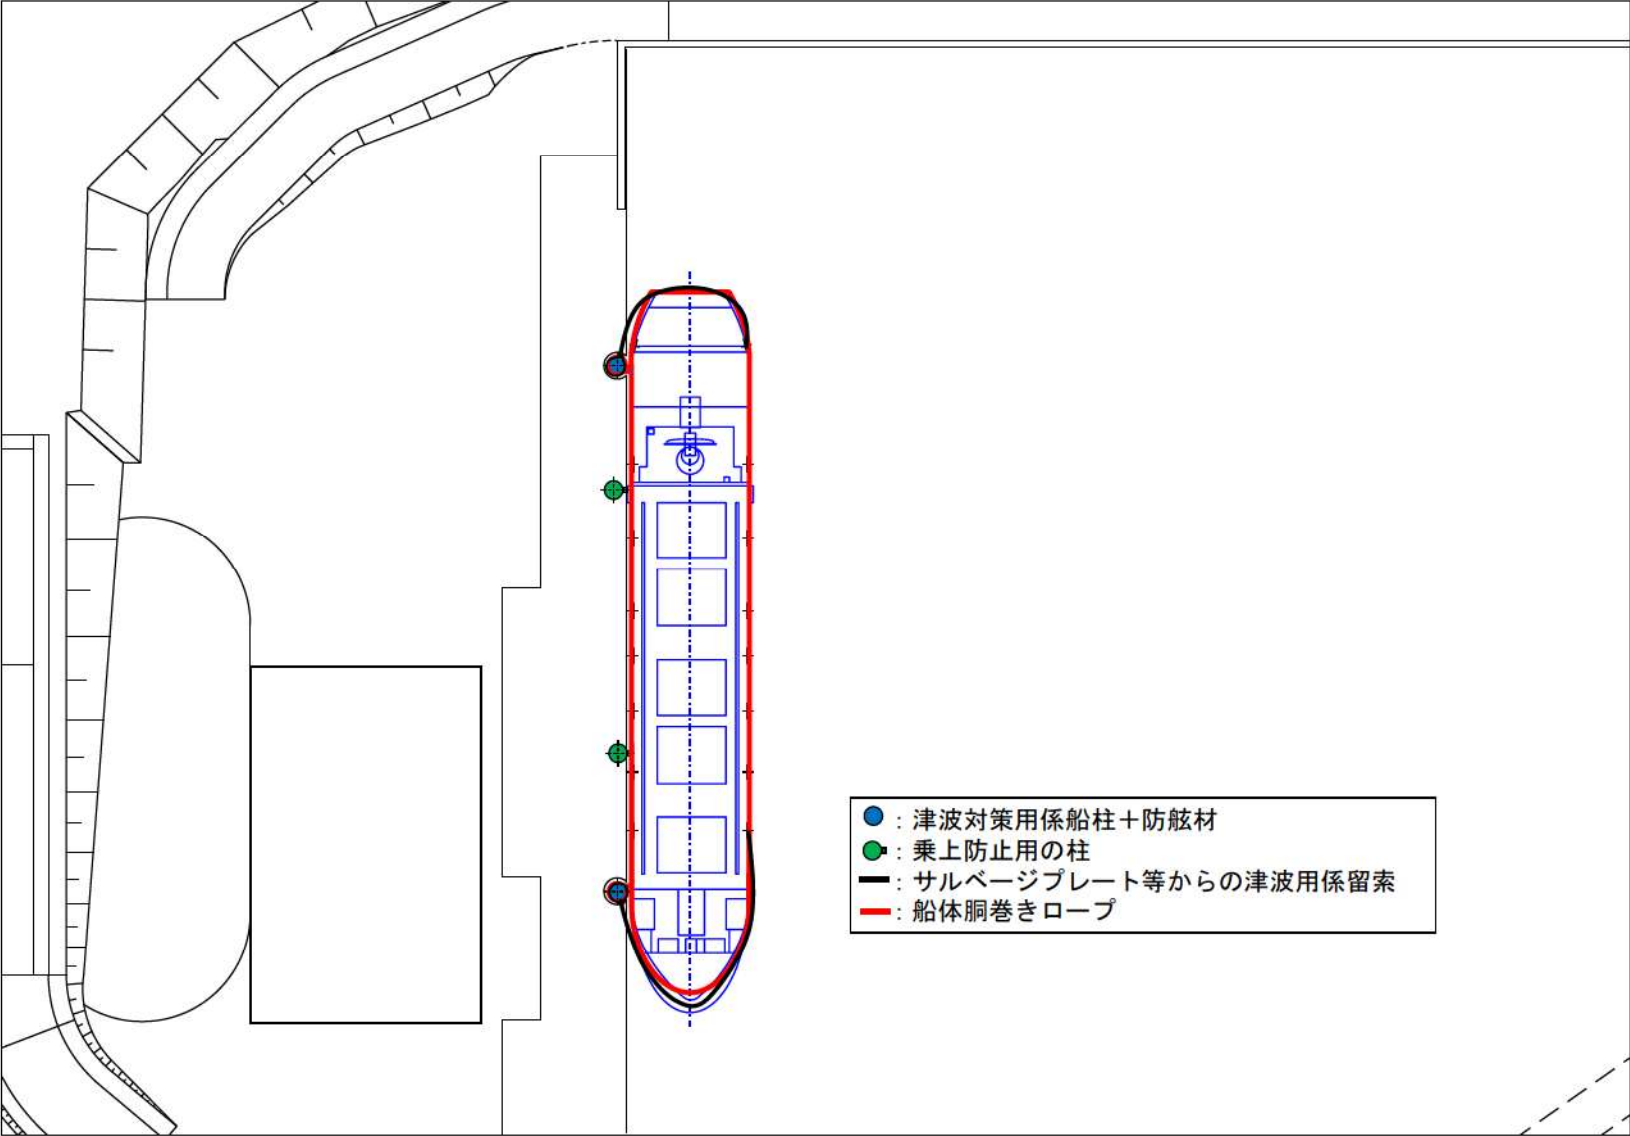 ：津波対策用係船柱＋防舷材
：乗上防止用の柱
：サルベージプレート等からの津波用係留索
：船体胴巻きロープ